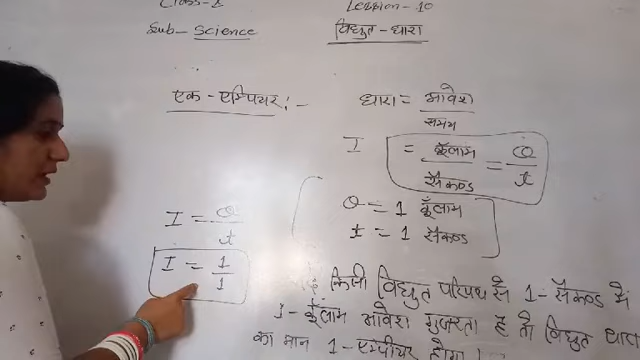 Class-X Lession-10
Sub- Science विधुत-धारा
एक-एम्पियर:-
धारा = आवेश
समय
I = कूँलाम = Q
सैकण्ड t
Q = 1 कूँलाम
t = 1 सैकण्ड
I = Q
t
I = 1
1
किसी विद्युत परिपथ से 1-सैकण्ड में
1-कूँलाम आवेश गुजरता है तो विद्युत धारा
का मान 1-एम्पीयर होगा।